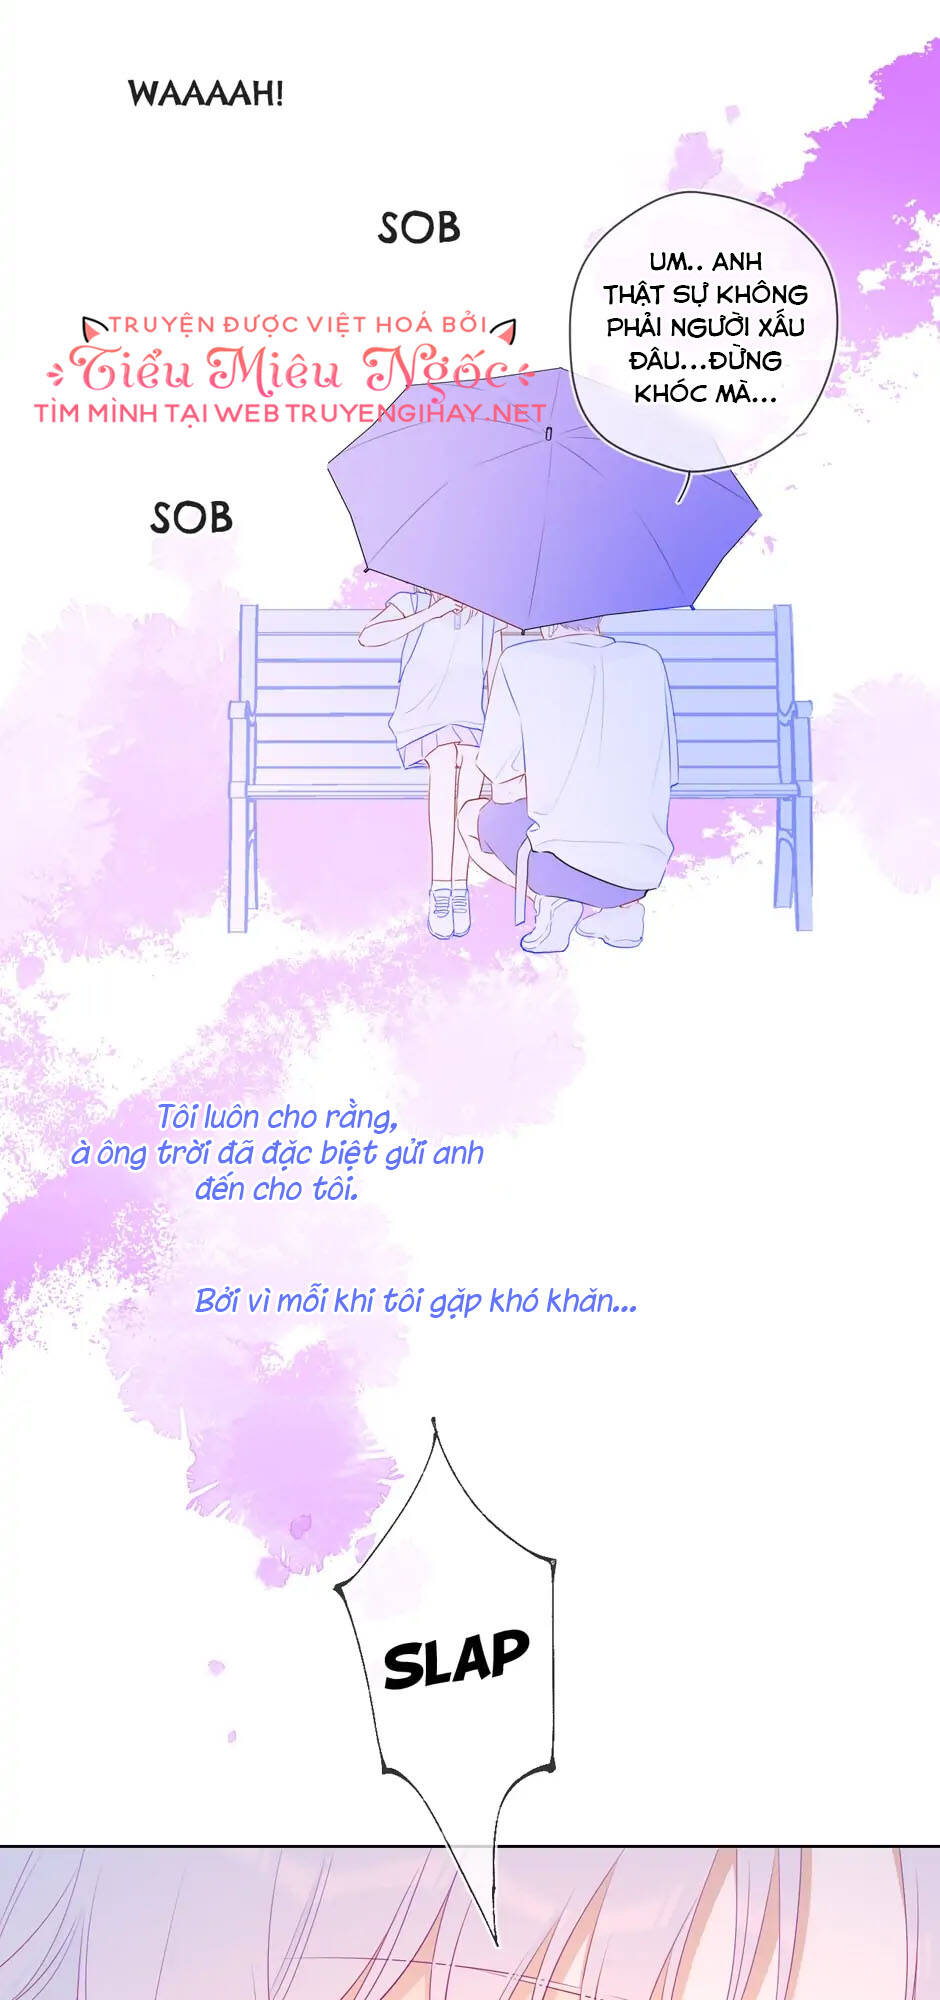 WAAAAH!
SOB
UM.. ANH
THẬT SỰ KHÔNG
PHẢI NGƯỜI XẤU
ĐÂU...ĐỪNG
KHÓC MÀ...
TRUYỆN ĐƯỢC VIỆT HOÁ BỞI
TIỂU MIÊU NGỐC
TÌM MÌNH TẠI WEB TRUYENGIHAY.NET
SOB
Tôi luôn cho rằng,
à ông trời đã đặc biệt gửi anh
đến cho tôi.
Bởi vì mỗi khi tôi gặp khó khăn...
SLAP